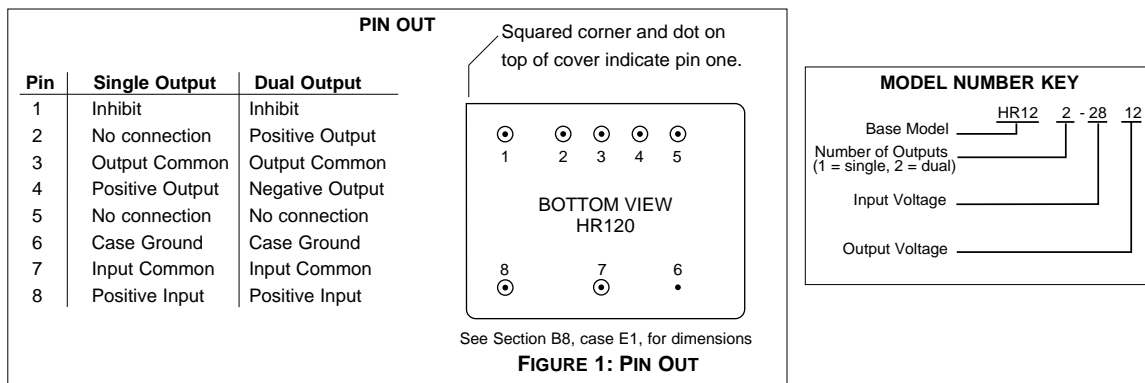 PIN OUT
Squared corner and dot on
top of cover indicate pin one.
Pin Single Output Dual Output
1 Inhibit Inhibit
2 No connection Positive Output
3 Output Common Output Common
4 Positive Output Negative Output
5 No connection No connection
6 Case Ground Case Ground
7 Input Common Input Common
8 Positive Input Positive Input
1 2 3 4 5
BOTTOM VIEW
HR120
8 7 6
See Section B8, case E1, for dimensions
FIGURE 1: PIN OUT
MODEL NUMBER KEY
HR12 2 - 28 12
Base Model
Number of Outputs
(1 = single, 2 = dual)
Input Voltage
Output Voltage